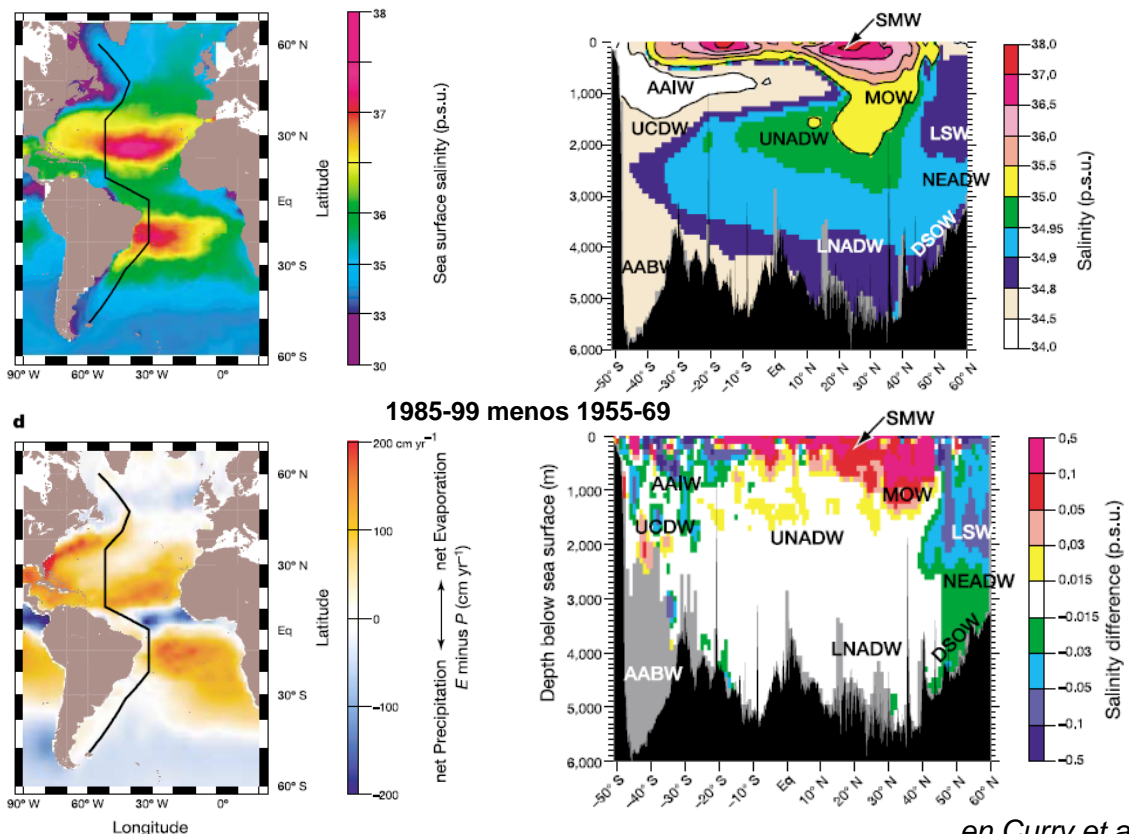 60° N
30° N
Eq
30° S
60° S
90° W
60° W
30° W
0°
Latitude
38
37
36
35
33
30
Sea surface salinity (p.s.u.)
SMW
0
1,000
2,000
3,000
4,000
5,000
6,000
AAIW
UCDW
MOW
UNADW
LSW
NEADW
LNADW
DSOW
AABW
–50° S
–40° S
–30° S
–20° S
–10° S
Eq
10° N
20° N
30° N
40° N
50° N
60° N
38.0
37,0
36,5
36,0
35,5
35.0
34.95
34.9
34.8
34.5
34.0
Salinity (p.s.u.)
1985-99 menos 1955-69
d
60° N
30° N
Eq
30° S
60° S
90° W
60° W
30° W
0°
Longitude
Latitude
200 cm yr–1
100
0
–100
–200
net Precipitation ←→ net Evaporation
E minus P (cm yr–1)
SMW
Depth below sea surface (m)
0
1,000
2,000
3,000
4,000
5,000
6,000
AAIW
UCDW
MOW
UNADW
LSW
NEADW
LNADW
DSOW
AABW
–50° S
–40° S
–30° S
–20° S
–10° S
Eq
10° N
20° N
30° N
40° N
50° N
60° N
0,5
0,1
0,03
0,015
–0,015
–0,03
–0,05
–0,1
–0,5
Salinity difference (p.s.u.)
en Curry et a